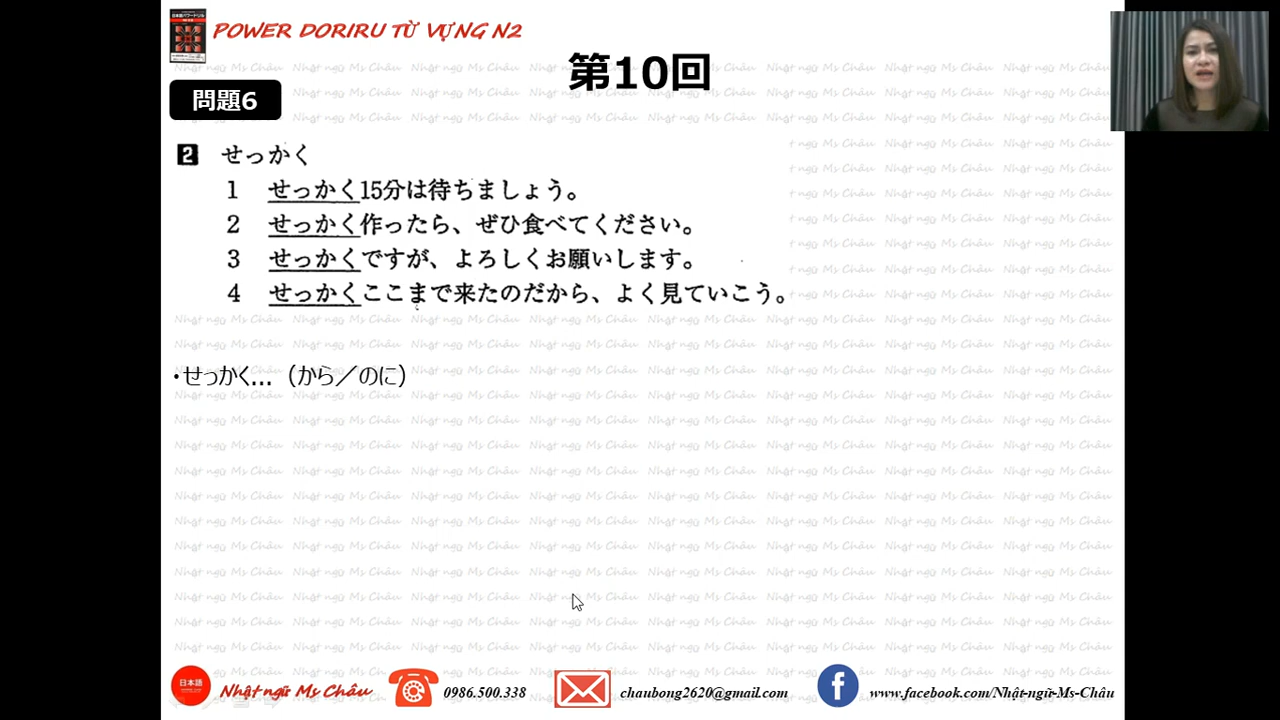 POWER DORIRU TỪ VỰNG N2
第10回
問題6
2 せっかく
1 せっかく15分は待ちましょう。
2 せっかく作ったら、ぜひ食べてください。
3 せっかくですが、よろしくお願いします。
4 せっかくここまで来たのだから、よく見ていこう。
・せっかく…（から／のに）
日本語
Nhật ngữ Ms Châu
0986.500.338
chaubong2620@gmail.com
www.facebook.com/Nhật-ngữ-Ms-Châu